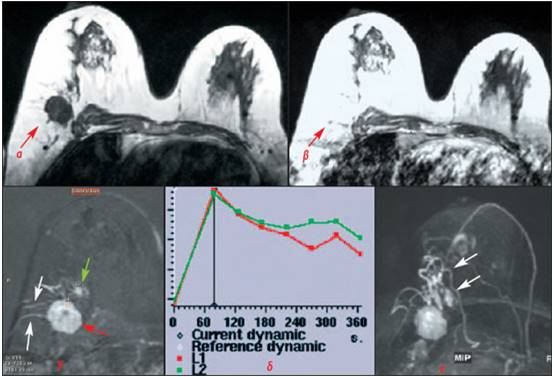 α
β
γ
0 60 120 180 240 300 360
s.
Current dynamic
Reference dynamic
L1
L2
δ
MIP
ε
R